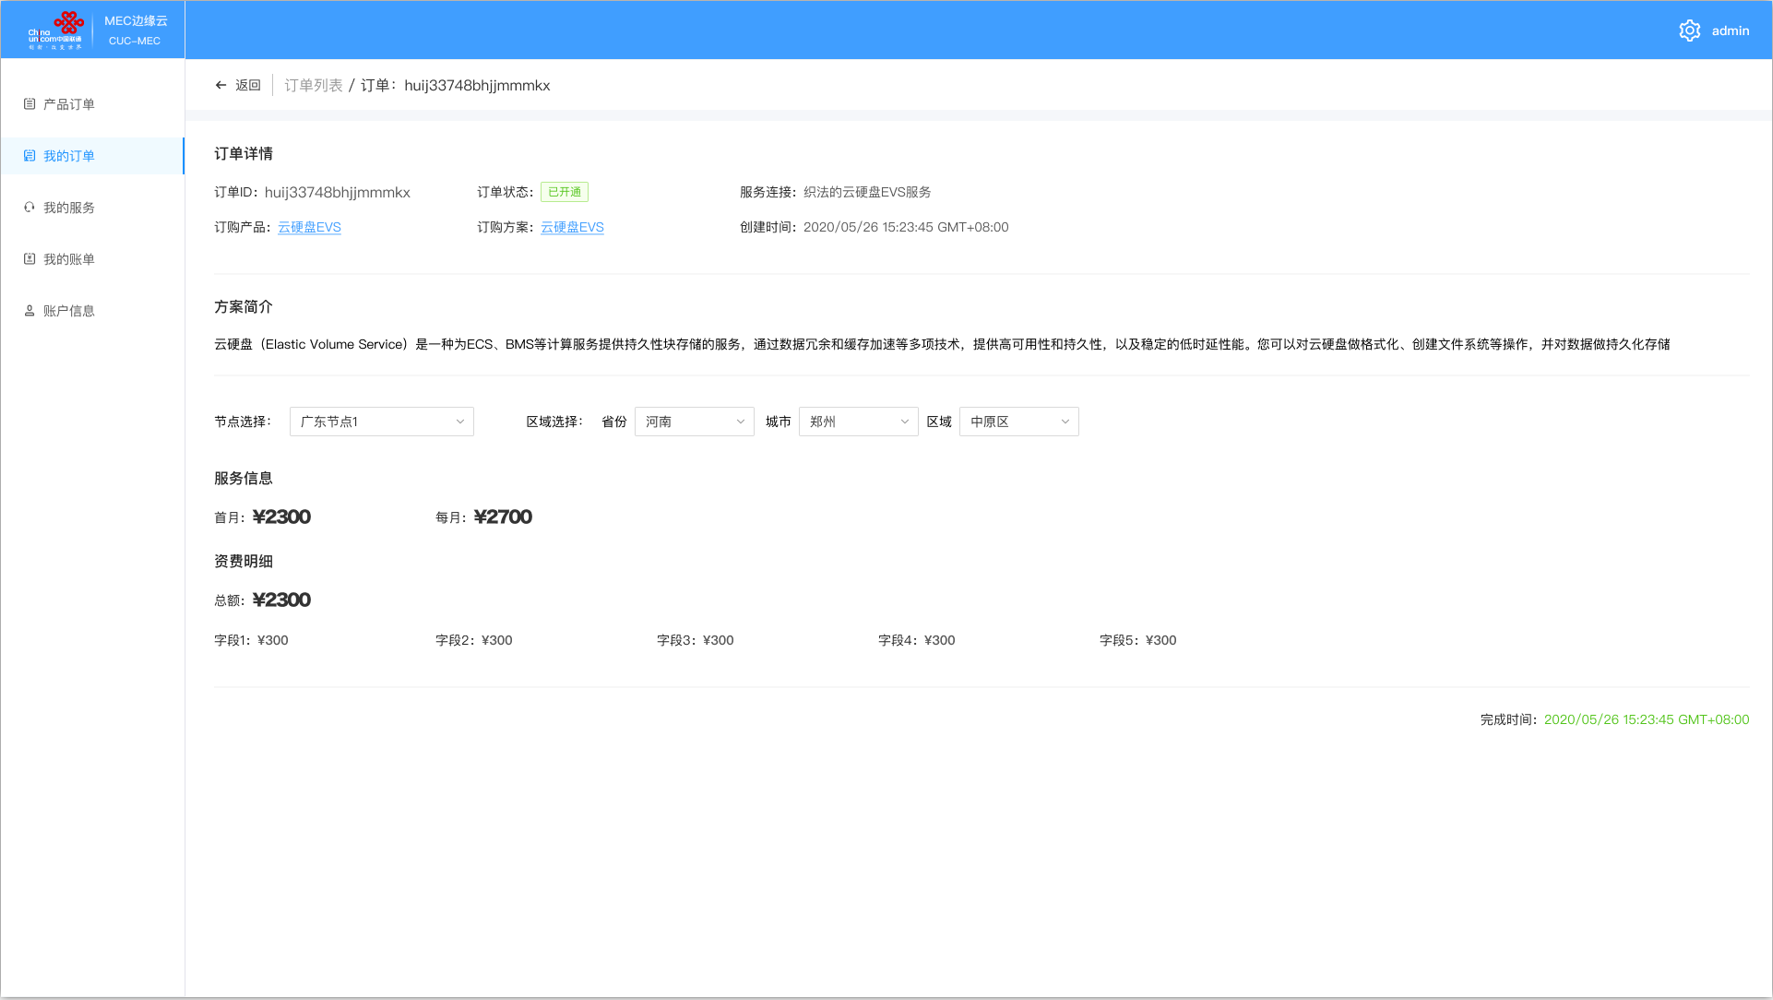 China
unicom中国联通
MEC边缘云
CUC-MEC
admin
产品订单
我的订单
我的服务
我的账单
账户信息
返回 订单列表 / 订单：huij33748bhjjmmmkx
订单详情
订单ID：huij33748bhjjmmmkx 订单状态：已开通 服务连接：织法的云硬盘EVS服务
订购产品：云硬盘EVS 订购方案：云硬盘EVS 创建时间：2020/05/26 15:23:45 GMT+08:00
方案简介
云硬盘（Elastic Volume Service）是一种为ECS、BMS等计算服务提供持久性块存储的服务，通过数据冗余和缓存加速等多项技术，提供高可用性和持久性，以及稳定的低时延性能。您可以对云硬盘做格式化、创建文件系统等操作，并对数据做持久化存储
节点选择： 广东节点1 区域选择： 省份 河南 城市 郑州 区域 中原区
服务信息
首月：¥2300 每月：¥2700
资费明细
总额：¥2300
字段1：¥300 字段2：¥300 字段3：¥300 字段4：¥300 字段5：¥300
完成时间：2020/05/26 15:23:45 GMT+08:00